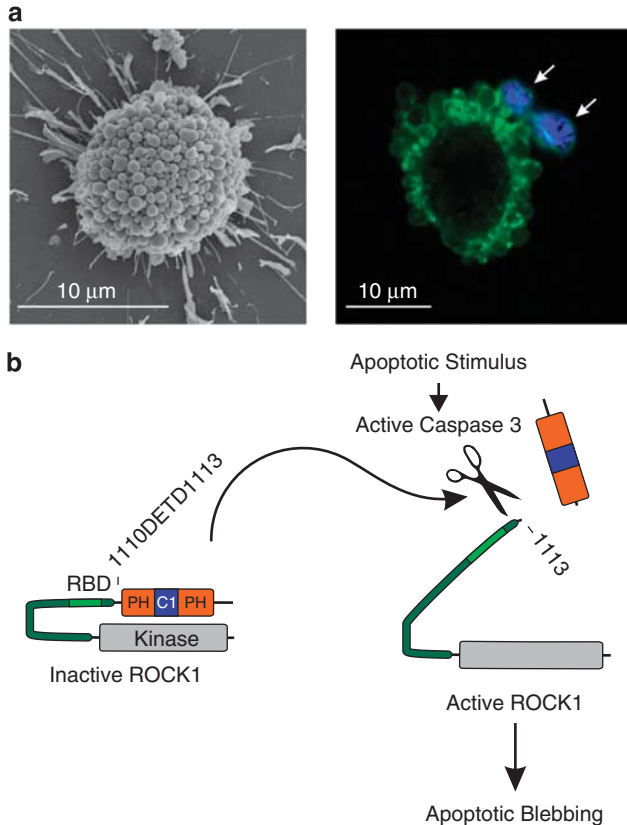 a
10 μm
10 μm
b
Apoptotic Stimulus
Active Caspase 3
1110DETD1113
RBD
PH C1 PH
Kinase
Inactive ROCK1
-1113
Active ROCK1
Apoptotic Blebbing